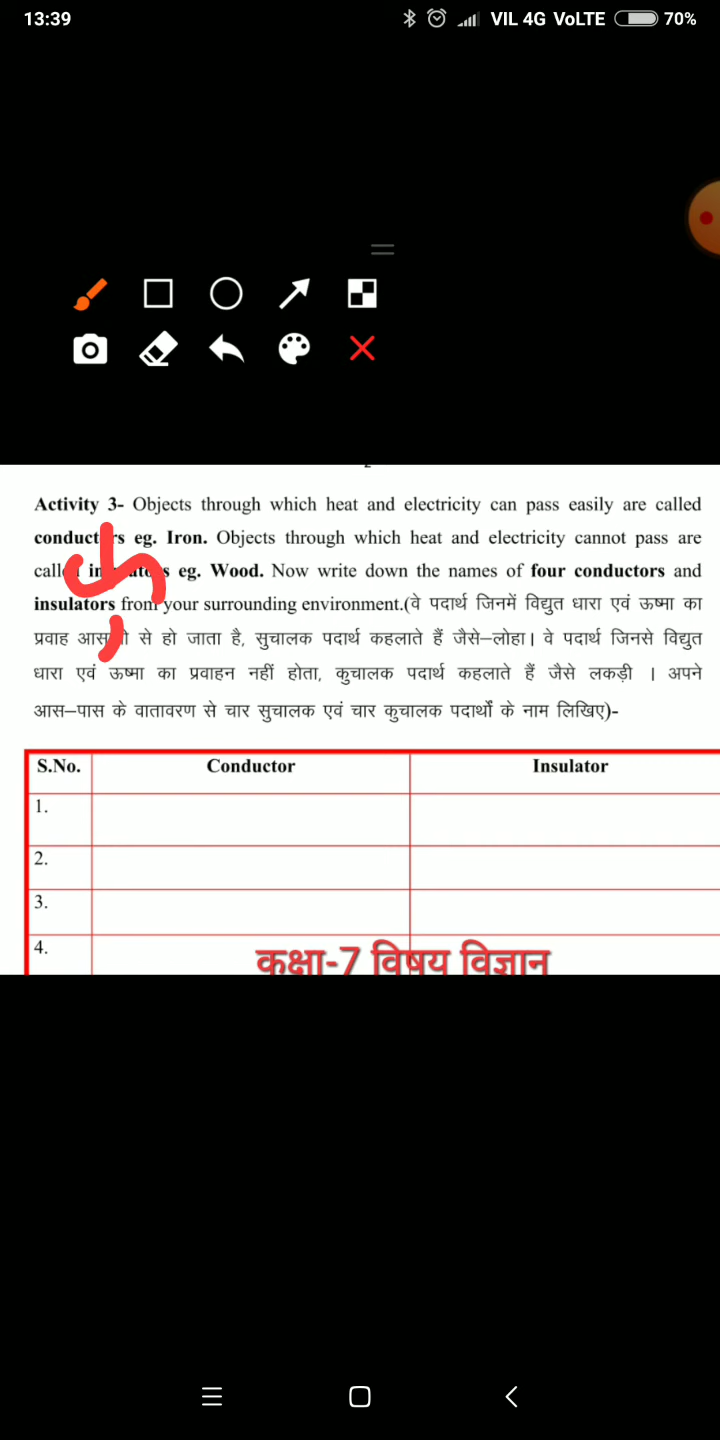 13:39 VIL 4G VoLTE 70%
Activity 3- Objects through which heat and electricity can pass easily are called
eg. Iron. Objects through which heat and electricity cannot pass are
eg. Wood. Now write down the names of four conductors and
insulators from your surrounding environment.(वे पदार्थ जिनमें विद्युत धारा एवं ऊष्मा का
प्रवाह से हो जाता है, सुचालक पदार्थ कहलाते हैं जैसे–लोहा। वे पदार्थ जिनसे विद्युत
धारा एवं ऊष्मा का प्रवाहन नहीं होता, कुचालक पदार्थ कहलाते हैं जैसे लकड़ी । अपने
आस–पास के वातावरण से चार सुचालक एवं चार कुचालक पदार्थों के नाम लिखिए)-
S.No. Conductor Insulator
1.
2.
3.
4.
कक्षा-7 विषय विज्ञान